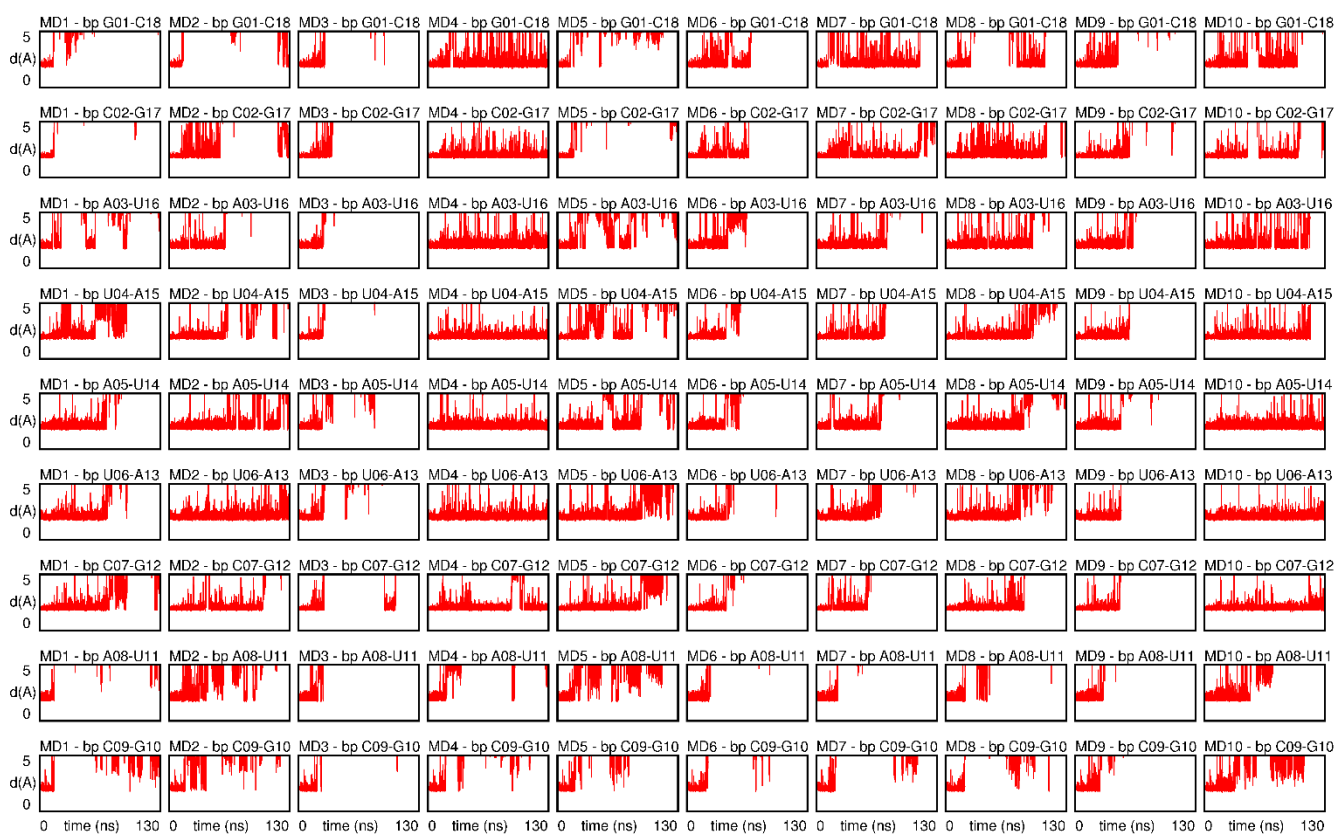 MD1 - bp G01-C18 MD2 - bp G01-C18 MD3 - bp G01-C18 MD4 - bp G01-C18 MD5 - bp G01-C18 MD6 - bp G01-C18 MD7 - bp G01-C18 MD8 - bp G01-C18 MD9 - bp G01-C18 MD10 - bp G01-C18
5
d(A)
0
MD1 - bp C02-G17 MD2 - bp C02-G17 MD3 - bp C02-G17 MD4 - bp C02-G17 MD5 - bp C02-G17 MD6 - bp C02-G17 MD7 - bp C02-G17 MD8 - bp C02-G17 MD9 - bp C02-G17 MD10 - bp C02-G17
5
d(A)
0
MD1 - bp A03-U16 MD2 - bp A03-U16 MD3 - bp A03-U16 MD4 - bp A03-U16 MD5 - bp A03-U16 MD6 - bp A03-U16 MD7 - bp A03-U16 MD8 - bp A03-U16 MD9 - bp A03-U16 MD10 - bp A03-U16
5
d(A)
0
MD1 - bp U04-A15 MD2 - bp U04-A15 MD3 - bp U04-A15 MD4 - bp U04-A15 MD5 - bp U04-A15 MD6 - bp U04-A15 MD7 - bp U04-A15 MD8 - bp U04-A15 MD9 - bp U04-A15 MD10 - bp U04-A15
5
d(A)
0
MD1 - bp A05-U14 MD2 - bp A05-U14 MD3 - bp A05-U14 MD4 - bp A05-U14 MD5 - bp A05-U14 MD6 - bp A05-U14 MD7 - bp A05-U14 MD8 - bp A05-U14 MD9 - bp A05-U14 MD10 - bp A05-U14
5
d(A)
0
MD1 - bp U06-A13 MD2 - bp U06-A13 MD3 - bp U06-A13 MD4 - bp U06-A13 MD5 - bp U06-A13 MD6 - bp U06-A13 MD7 - bp U06-A13 MD8 - bp U06-A13 MD9 - bp U06-A13 MD10 - bp U06-A13
5
d(A)
0
MD1 - bp C07-G12 MD2 - bp C07-G12 MD3 - bp C07-G12 MD4 - bp C07-G12 MD5 - bp C07-G12 MD6 - bp C07-G12 MD7 - bp C07-G12 MD8 - bp C07-G12 MD9 - bp C07-G12 MD10 - bp C07-G12
5
d(A)
0
MD1 - bp A08-U11 MD2 - bp A08-U11 MD3 - bp A08-U11 MD4 - bp A08-U11 MD5 - bp A08-U11 MD6 - bp A08-U11 MD7 - bp A08-U11 MD8 - bp A08-U11 MD9 - bp A08-U11 MD10 - bp A08-U11
5
d(A)
0
MD1 - bp C09-G10 MD2 - bp C09-G10 MD3 - bp C09-G10 MD4 - bp C09-G10 MD5 - bp C09-G10 MD6 - bp C09-G10 MD7 - bp C09-G10 MD8 - bp C09-G10 MD9 - bp C09-G10 MD10 - bp C09-G10
5
d(A)
0
0 time (ns) 130 0 time (ns) 130 0 time (ns) 130 0 time (ns) 130 0 time (ns) 130 0 time (ns) 130 0 time (ns) 130 0 time (ns) 130 0 time (ns) 130 0 time (ns) 130